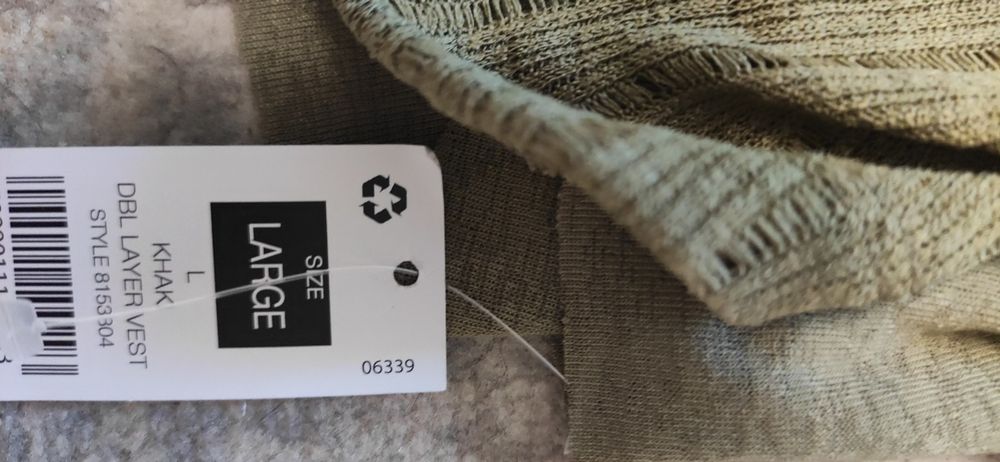 SIZE
LARGE
L
KHAK
DBL LAYER VEST
STYLE 8153304
06339